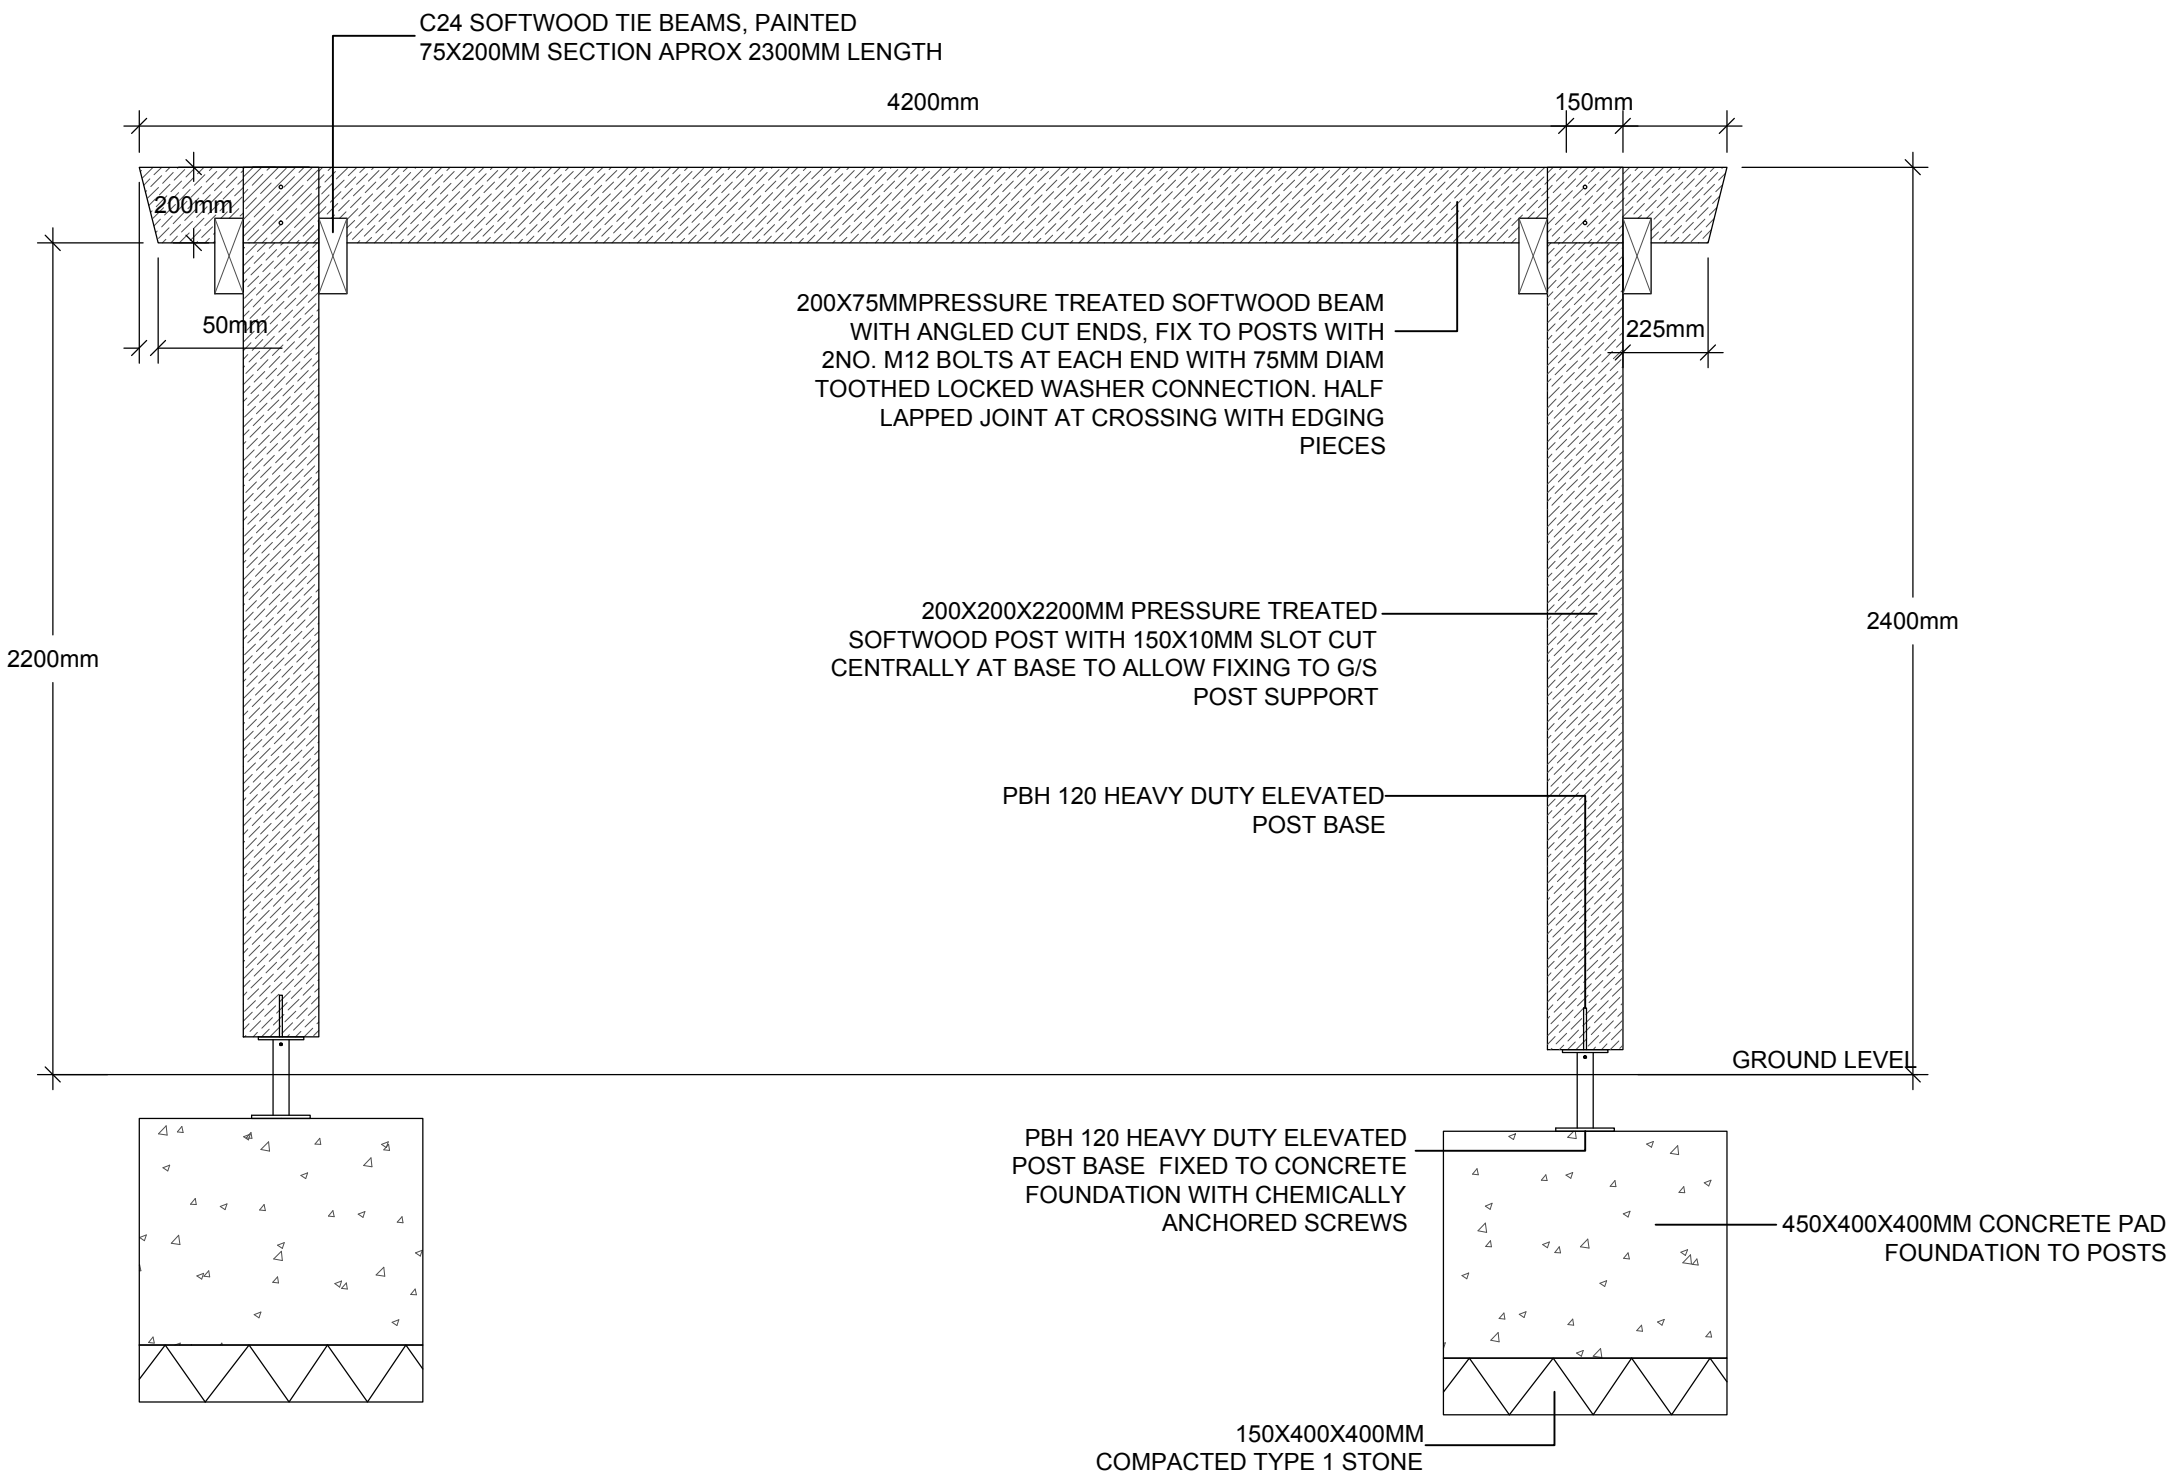 C24 SOFTWOOD TIE BEAMS, PAINTED
75X200MM SECTION APROX 2300MM LENGTH
4200mm
150mm
200mm
50mm
200X75MMPRESSURE TREATED SOFTWOOD BEAM
WITH ANGLED CUT ENDS, FIX TO POSTS WITH
2NO. M12 BOLTS AT EACH END WITH 75MM DIAM
TOOTHED LOCKED WASHER CONNECTION. HALF
LAPPED JOINT AT CROSSING WITH EDGING
PIECES
225mm
2200mm
200X200X2200MM PRESSURE TREATED
SOFTWOOD POST WITH 150X10MM SLOT CUT
CENTRALLY AT BASE TO ALLOW FIXING TO G/S
POST SUPPORT
2400mm
PBH 120 HEAVY DUTY ELEVATED
POST BASE
GROUND LEVEL
PBH 120 HEAVY DUTY ELEVATED
POST BASE  FIXED TO CONCRETE
FOUNDATION WITH CHEMICALLY
ANCHORED SCREWS
450X400X400MM CONCRETE PAD
FOUNDATION TO POSTS
150X400X400MM
COMPACTED TYPE 1 STONE